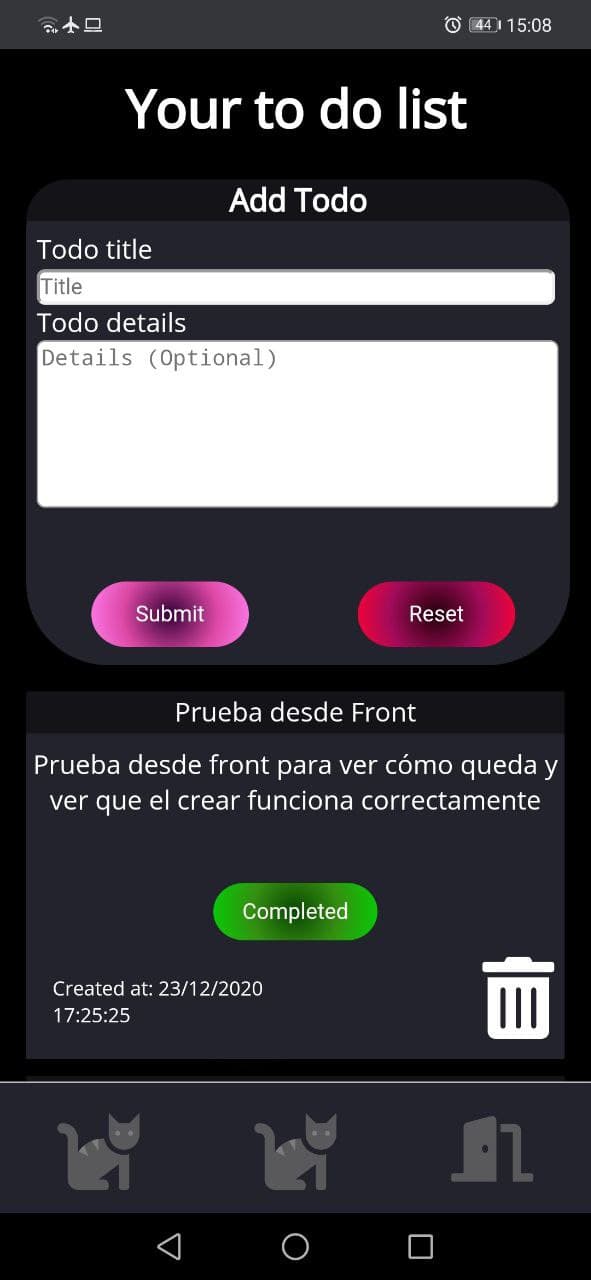 44 15:08
Your to do list
Add Todo
Todo title
Title
Todo details
Details (Optional)
Submit Reset
Prueba desde Front
Prueba desde front para ver cómo queda y
ver que el crear funciona correctamente
Completed
Created at: 23/12/2020
17:25:25